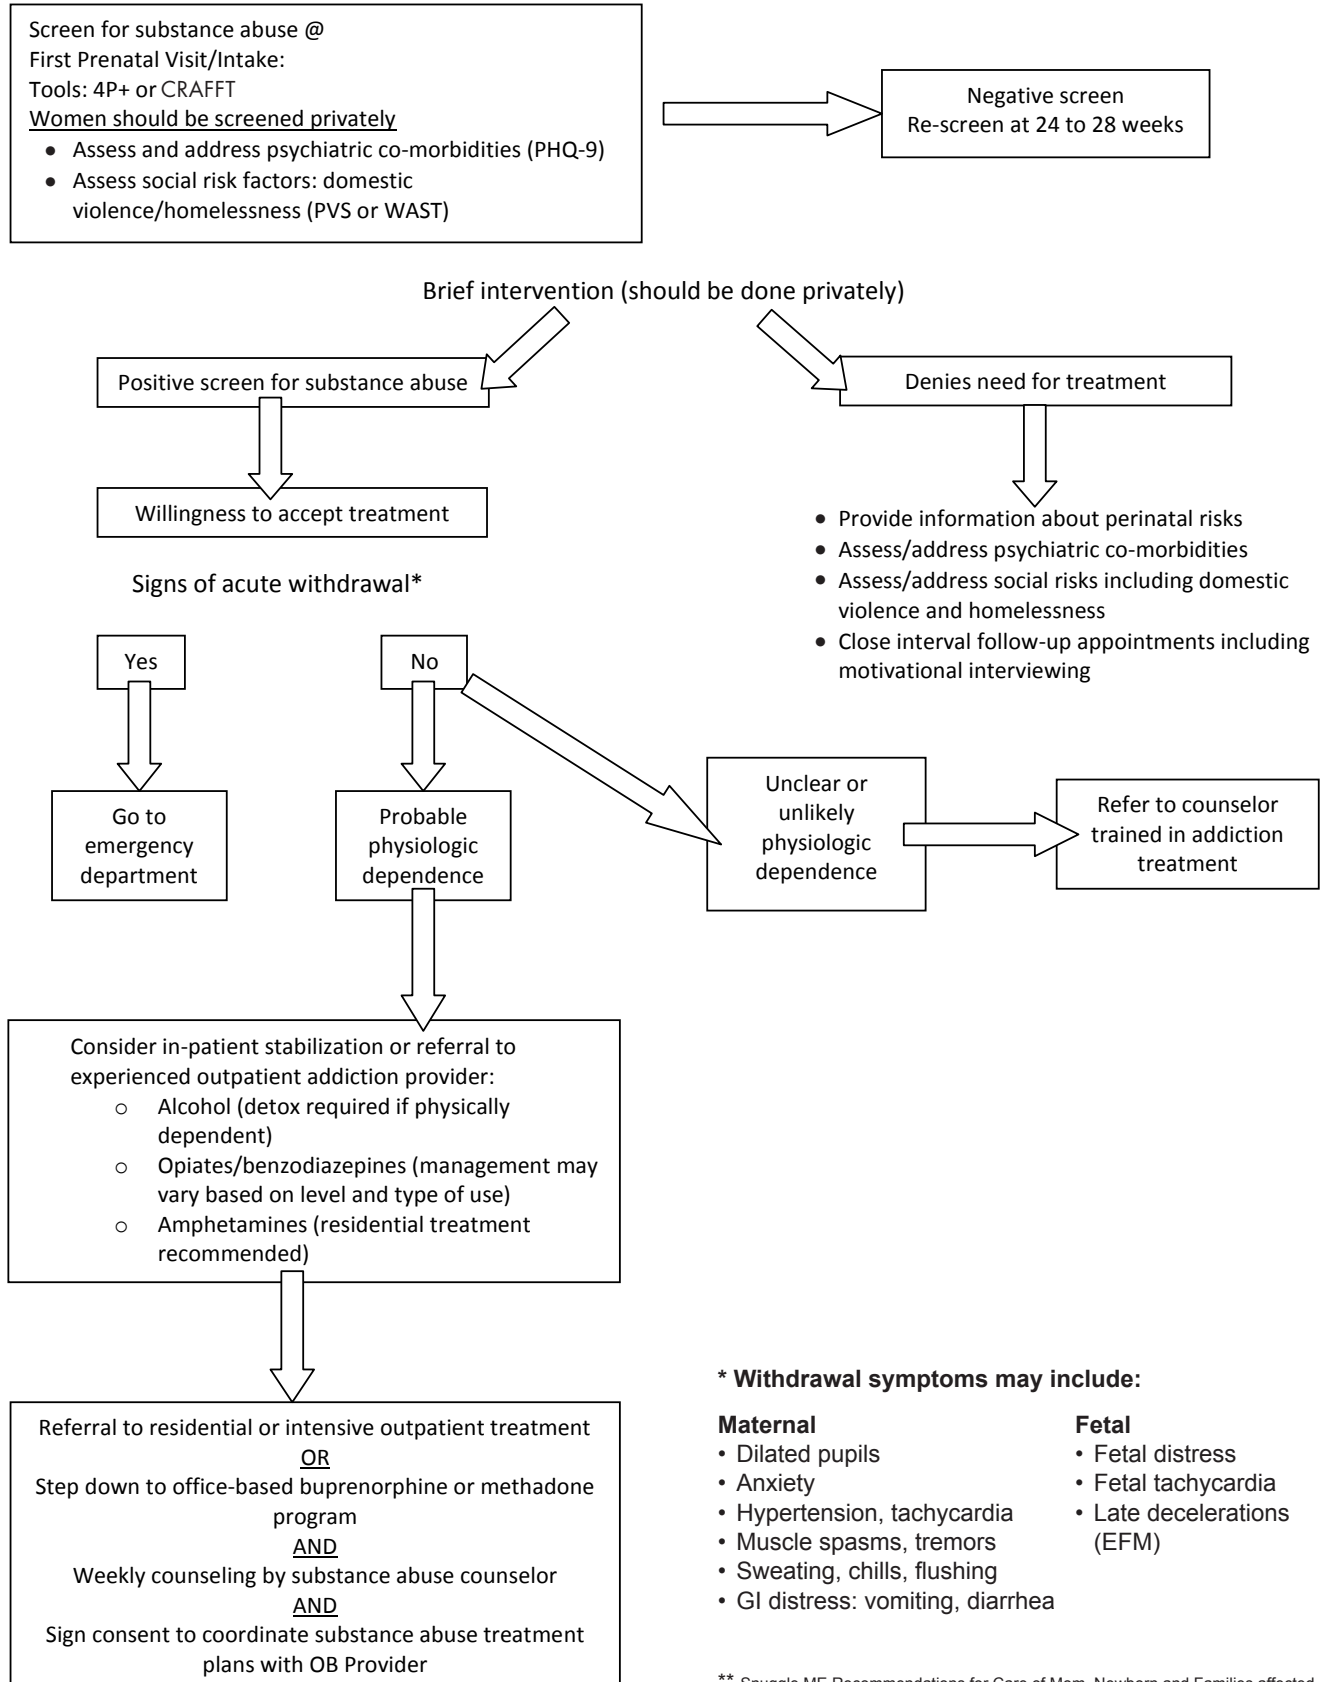 Screen for substance abuse @
First Prenatal Visit/Intake:
Tools: 4P+ or CRAFFT
Women should be screened privately
● Assess and address psychiatric co-morbidities (PHQ-9)
● Assess social risk factors: domestic
violence/homelessness (PVS or WAST)
Negative screen
Re-screen at 24 to 28 weeks
Brief intervention (should be done privately)
Positive screen for substance abuse
Denies need for treatment
Willingness to accept treatment
● Provide information about perinatal risks
● Assess/address psychiatric co-morbidities
● Assess/address social risks including domestic
violence and homelessness
● Close interval follow-up appointments including
motivational interviewing
Signs of acute withdrawal*
Yes
No
Go to
emergency
department
Probable
physiologic
dependence
Unclear or
unlikely
physiologic
dependence
Refer to counselor
trained in addiction
treatment
Consider in-patient stabilization or referral to
experienced outpatient addiction provider:
o Alcohol (detox required if physically
dependent)
o Opiates/benzodiazepines (management may
vary based on level and type of use)
o Amphetamines (residential treatment
recommended)
Referral to residential or intensive outpatient treatment
OR
Step down to office-based buprenorphine or methadone
program
AND
Weekly counseling by substance abuse counselor
AND
Sign consent to coordinate substance abuse treatment
plans with OB Provider
* Withdrawal symptoms may include:
Maternal
• Dilated pupils
• Anxiety
• Hypertension, tachycardia
• Muscle spasms, tremors
• Sweating, chills, flushing
• GI distress: vomiting, diarrhea
Fetal
• Fetal distress
• Fetal tachycardia
• Late decelerations
(EFM)
** Snuggle ME Recommendations for Care of Mom, Newborn and Families affected